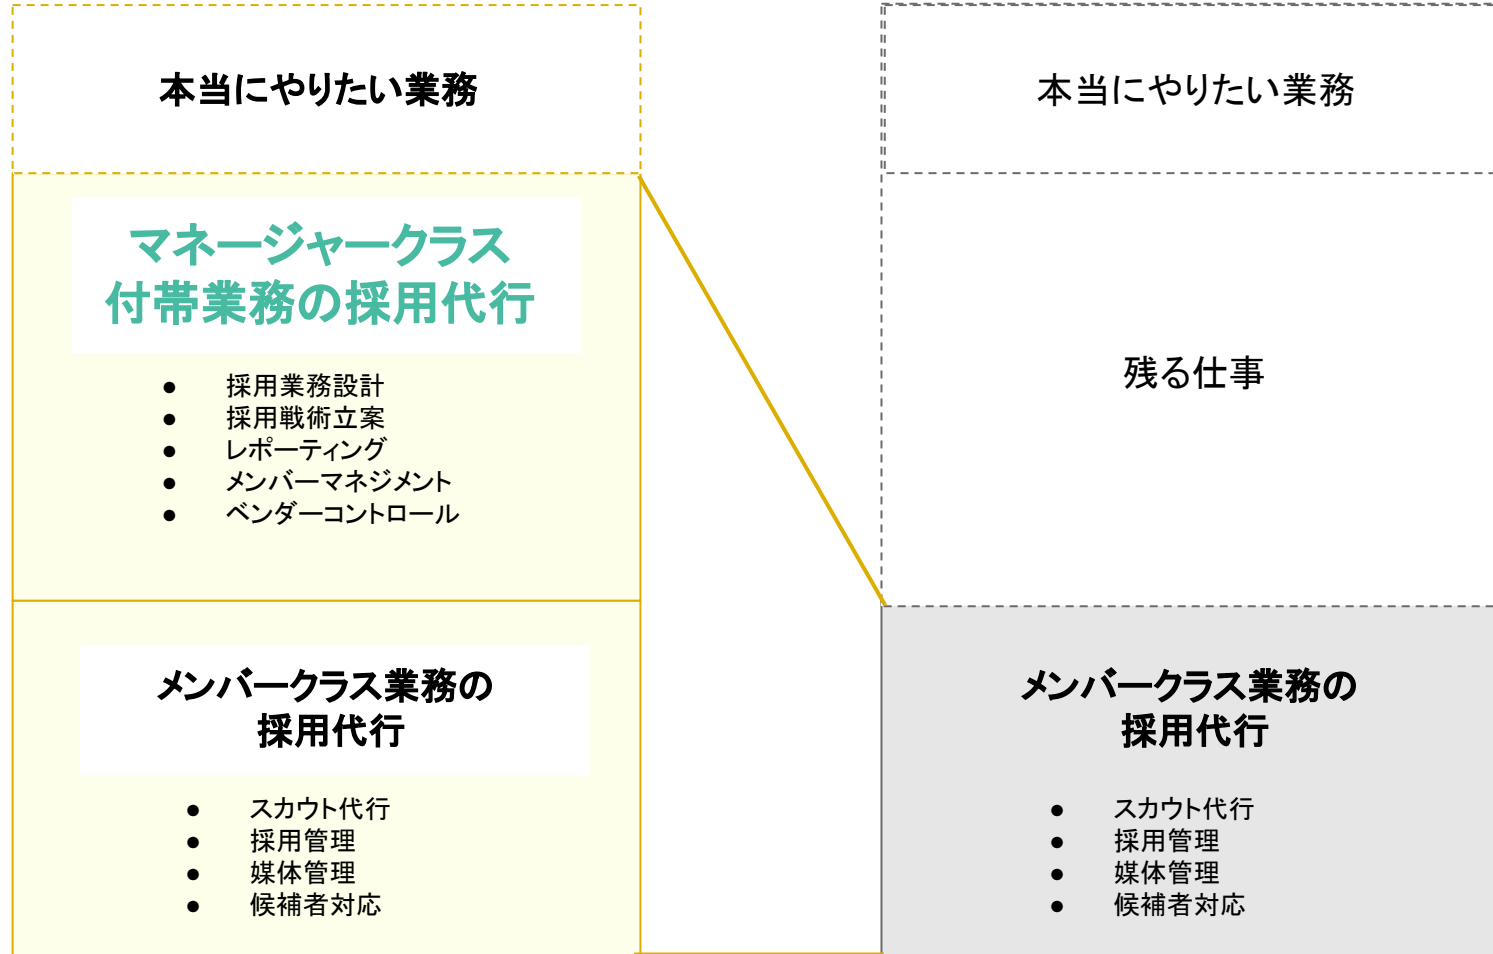 本当にやりたい業務
マネージャークラス
付帯業務の採用代行
● 採用業務設計
● 採用戦術立案
● レポーティング
● メンバーマネジメント
● ベンダーコントロール
メンバークラス業務の
採用代行
● スカウト代行
● 採用管理
● 媒体管理
● 候補者対応
本当にやりたい業務
残る仕事
メンバークラス業務の
採用代行
● スカウト代行
● 採用管理
● 媒体管理
● 候補者対応